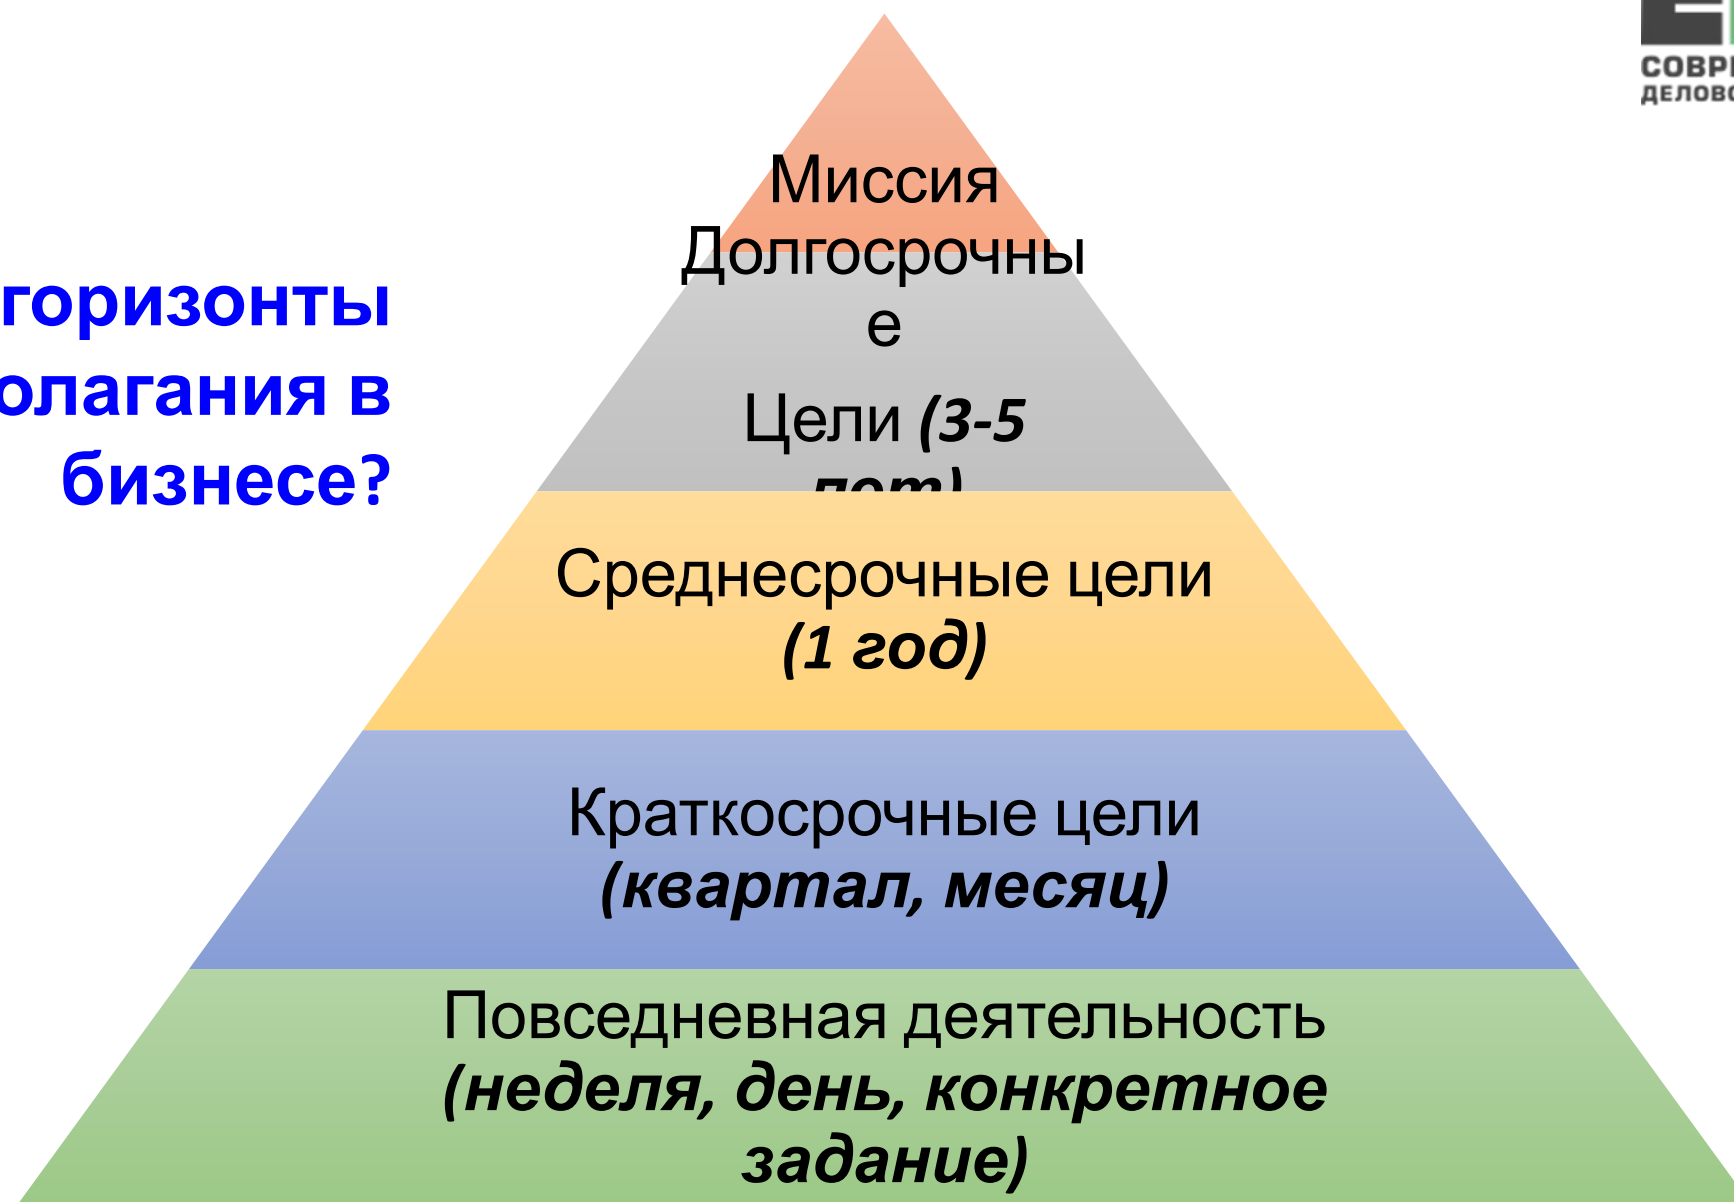 СОВР
ДЕЛОВ
Миссия
Долгосрочны
е
Цели (3-5
лет)
горизонты
олагания в
бизнесе?
Среднесрочные цели
(1 год)
Краткосрочные цели
(квартал, месяц)
Повседневная деятельность
(неделя, день, конкретное
задание)